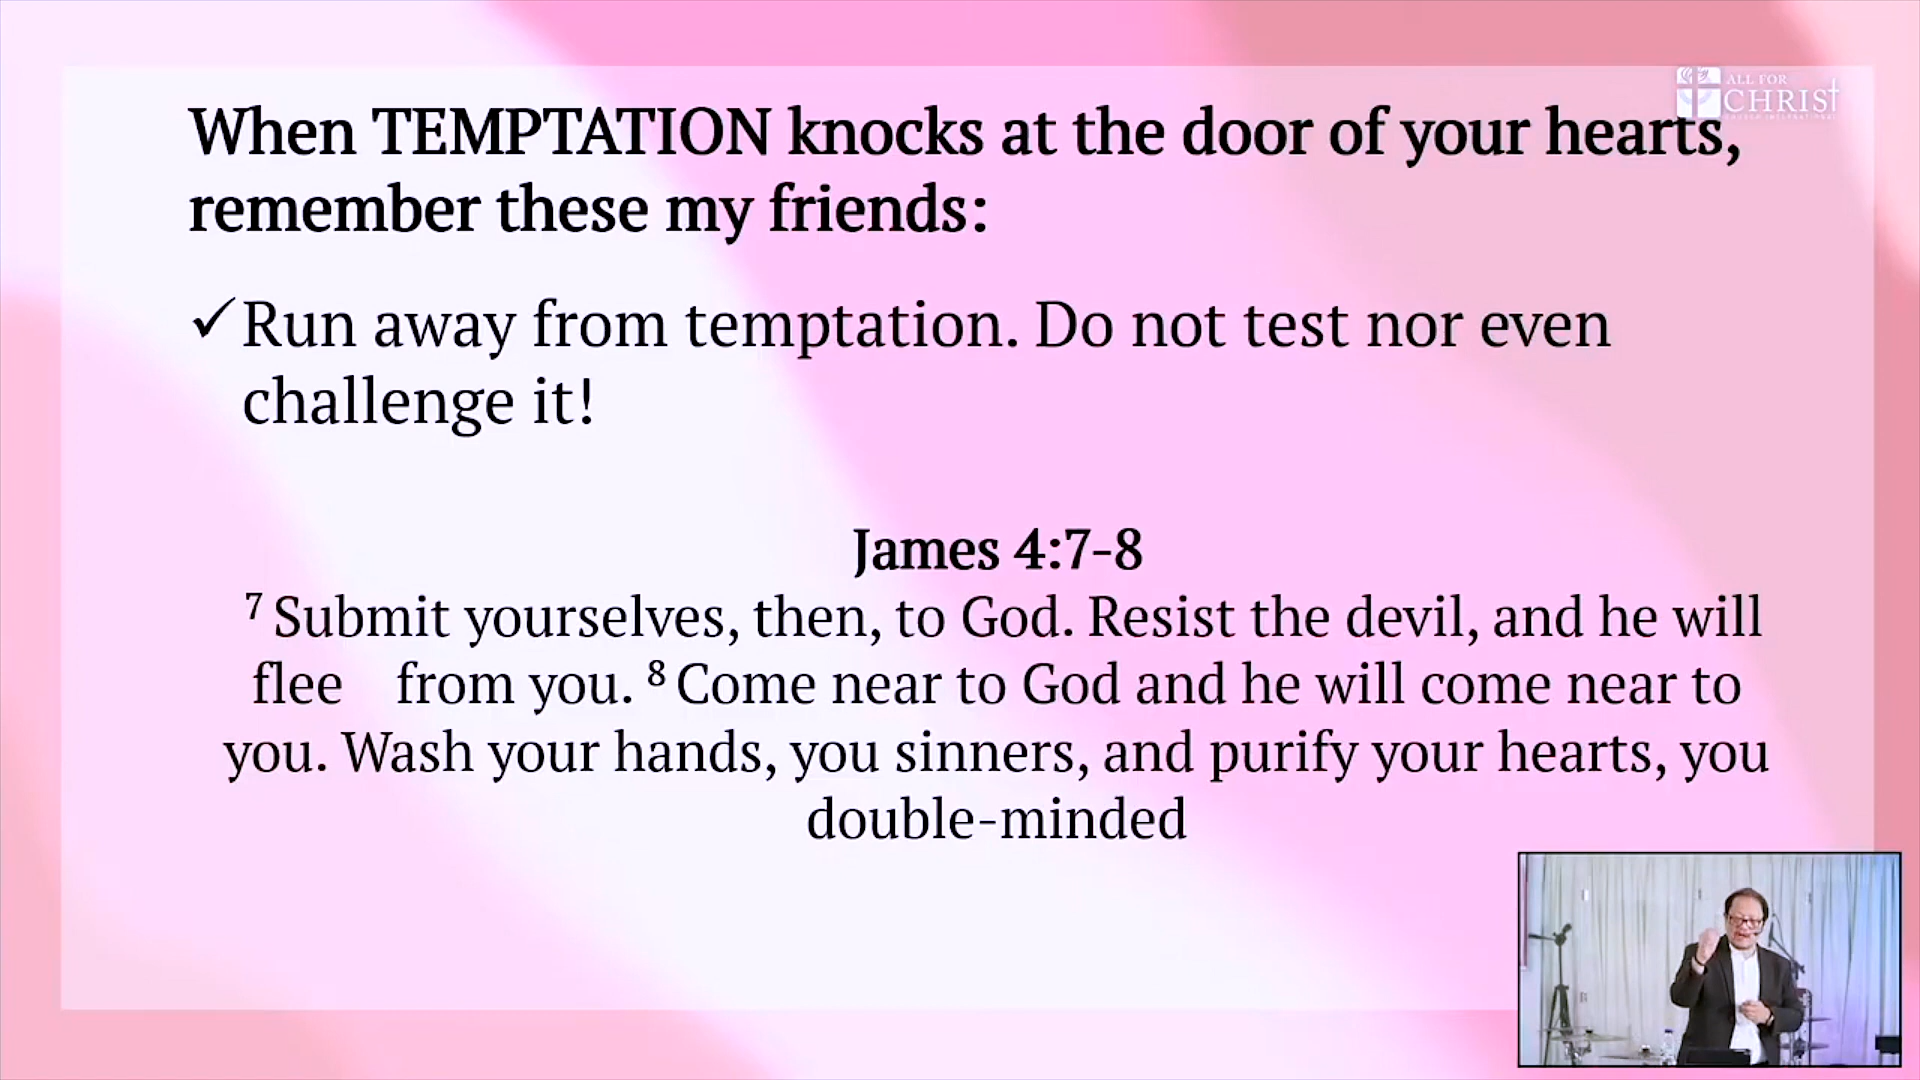 ALL FOR
CHRIST
When TEMPTATION knocks at the door of your hearts,
remember these my friends:
✓Run away from temptation. Do not test nor even
challenge it!
James 4:7-8
⁷ Submit yourselves, then, to God. Resist the devil, and he will
flee    from you. ⁸ Come near to God and he will come near to
you. Wash your hands, you sinners, and purify your hearts, you
double-minded